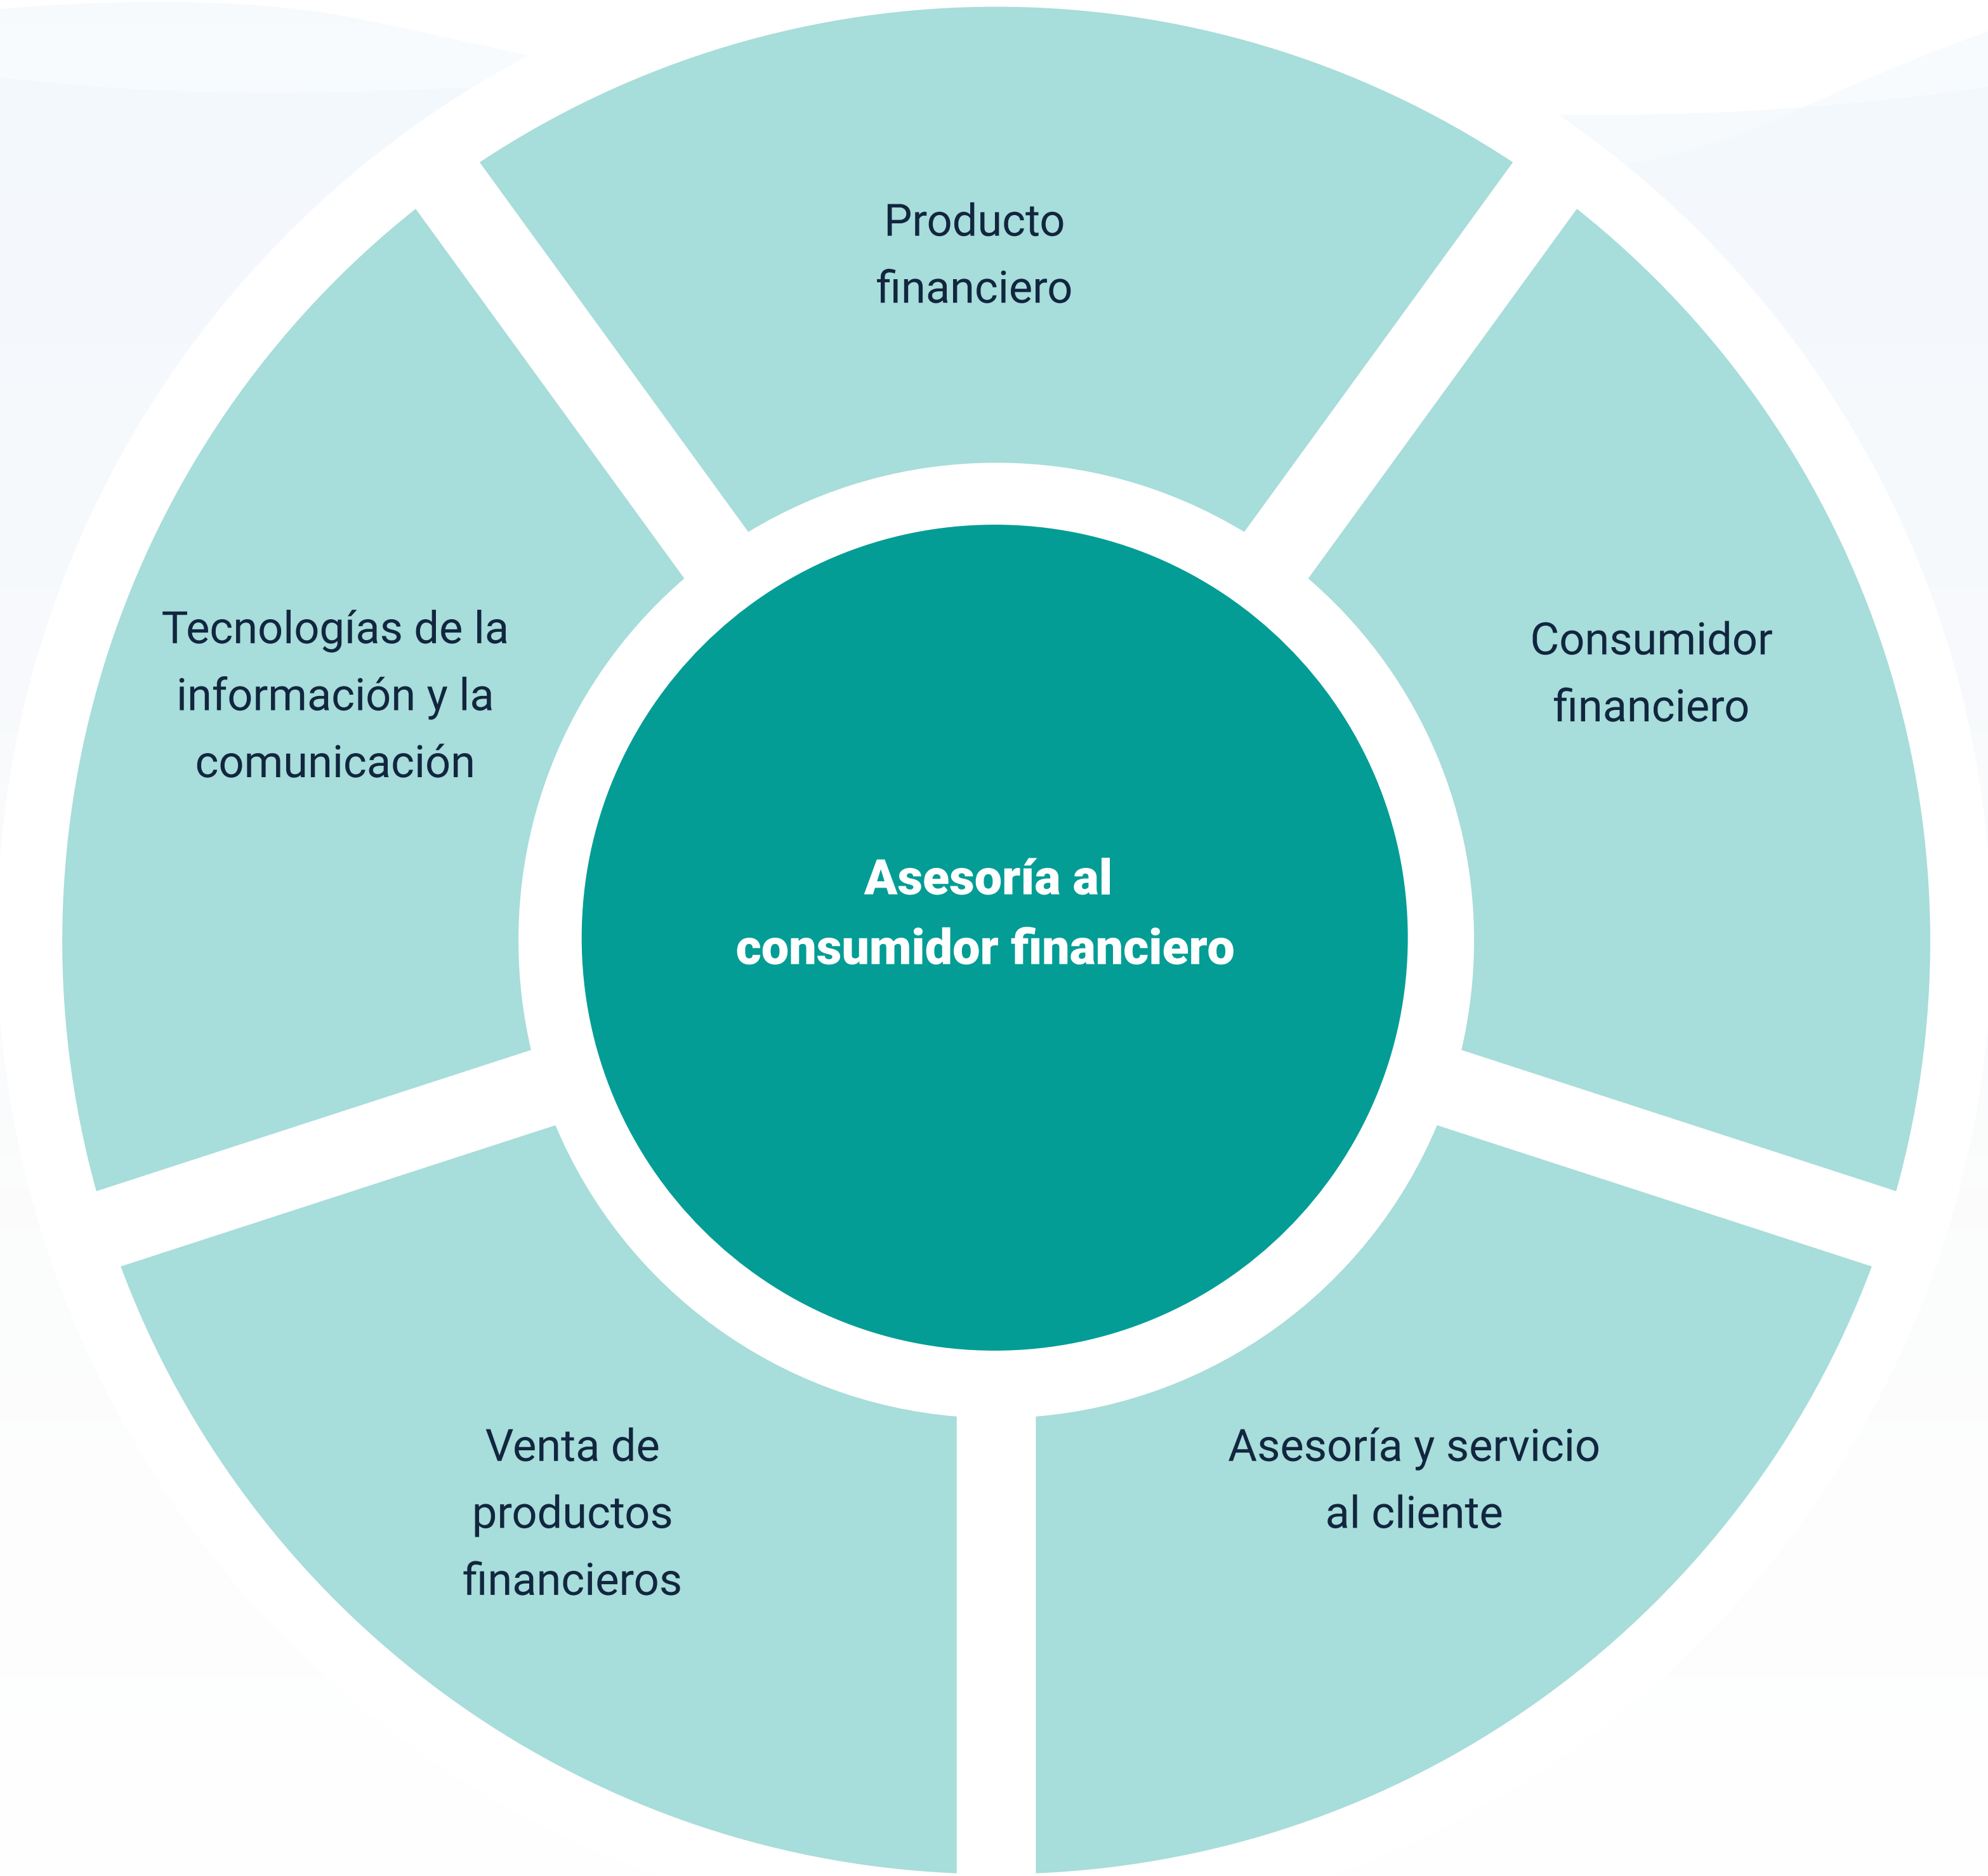 Producto
financiero
Tecnologías de la
información y la
comunicación
Consumidor
financiero
Asesoría al
consumidor financiero
Venta de
productos
financieros
Asesoría y servicio
al cliente